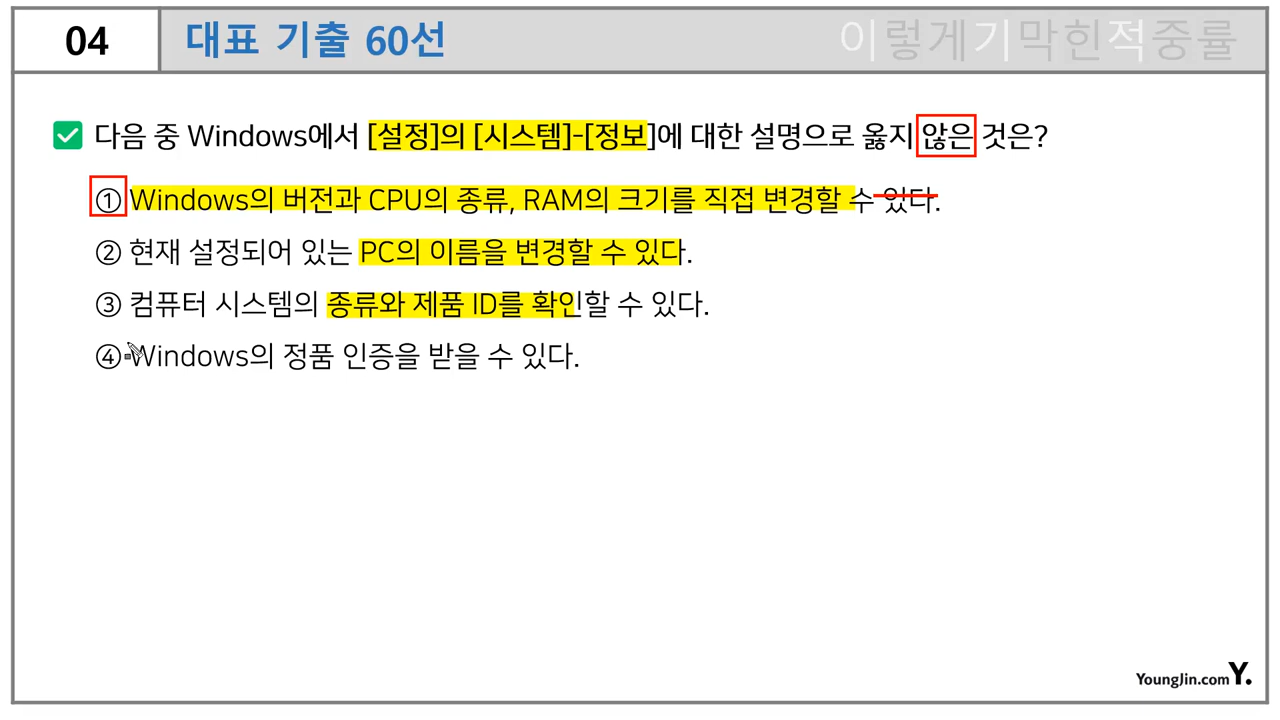 04
대표 기출 60선
이렇게기막힌적중률
다음 중 Windows에서 [설정]의 [시스템]-[정보]에 대한 설명으로 옳지 않은 것은?
① Windows의 버전과 CPU의 종류, RAM의 크기를 직접 변경할 수 있다.
② 현재 설정되어 있는 PC의 이름을 변경할 수 있다.
③ 컴퓨터 시스템의 종류와 제품 ID를 확인할 수 있다.
④ Windows의 정품 인증을 받을 수 있다.
YoungJin.com Y.